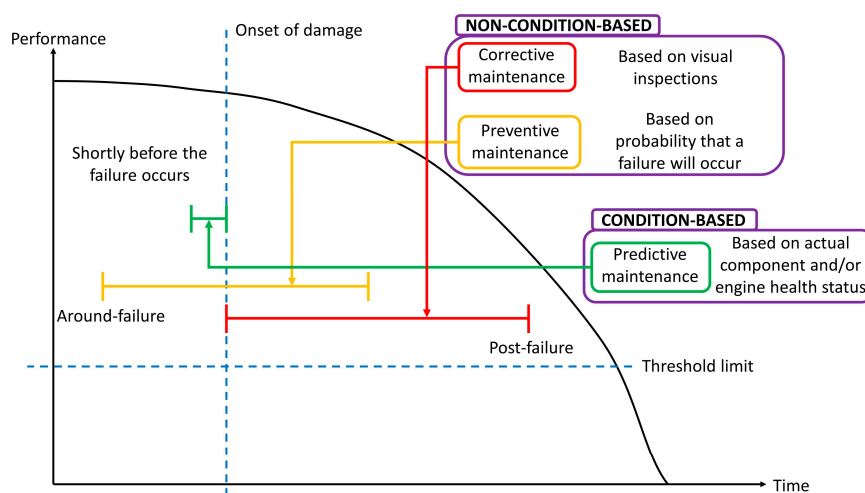 Performance
Onset of damage
NON-CONDITION-BASED
Corrective
maintenance
Based on visual
inspections
Preventive
maintenance
Based on
probability that a
failure will occur
Shortly before the
failure occurs
CONDITION-BASED
Predictive
maintenance
Based on actual
component and/or
engine health status
Around-failure
Post-failure
Threshold limit
Time